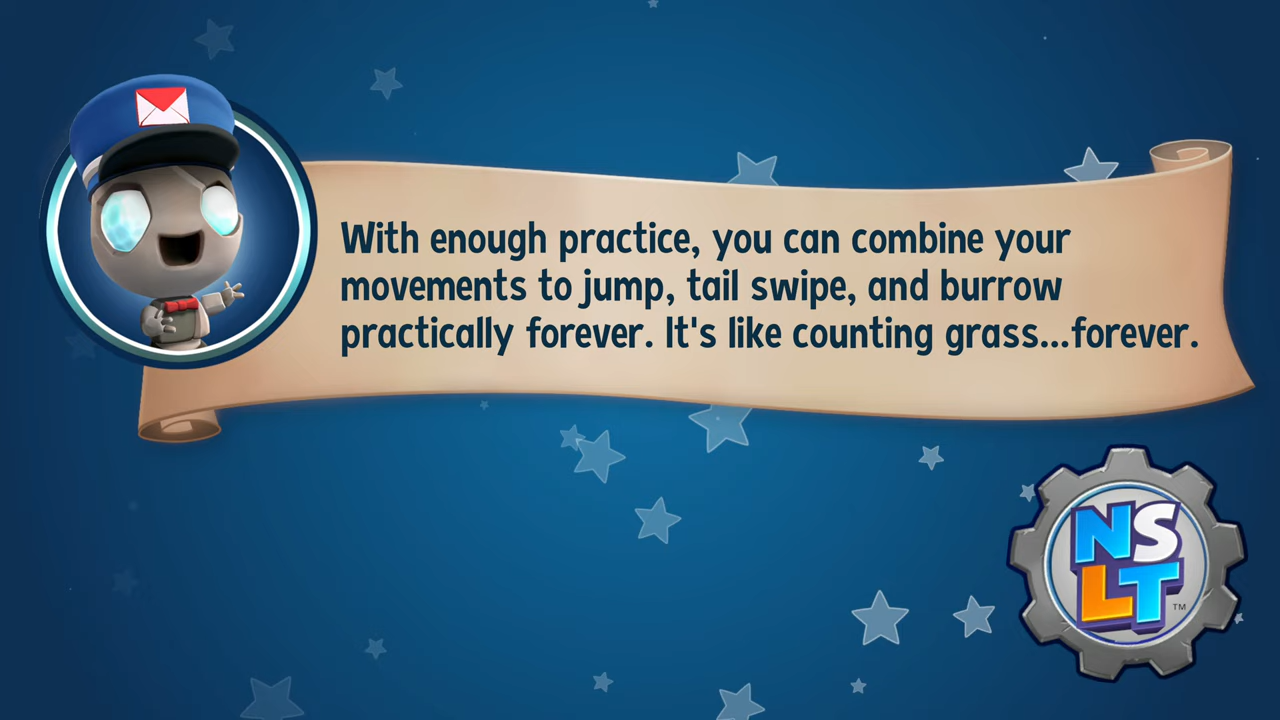 With enough practice, you can combine your
movements to jump, tail swipe, and burrow
practically forever. It's like counting grass...forever.
NS
LT
TM